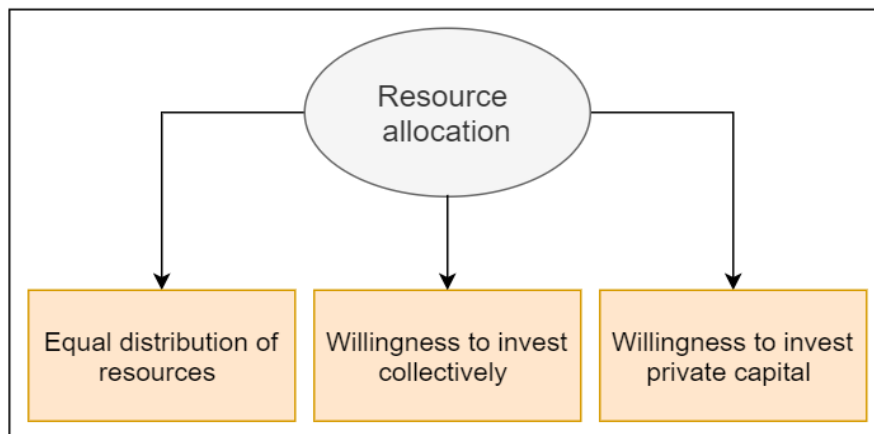 Resource
allocation
Equal distribution of
resources
Willingness to invest
collectively
Willingness to invest
private capital